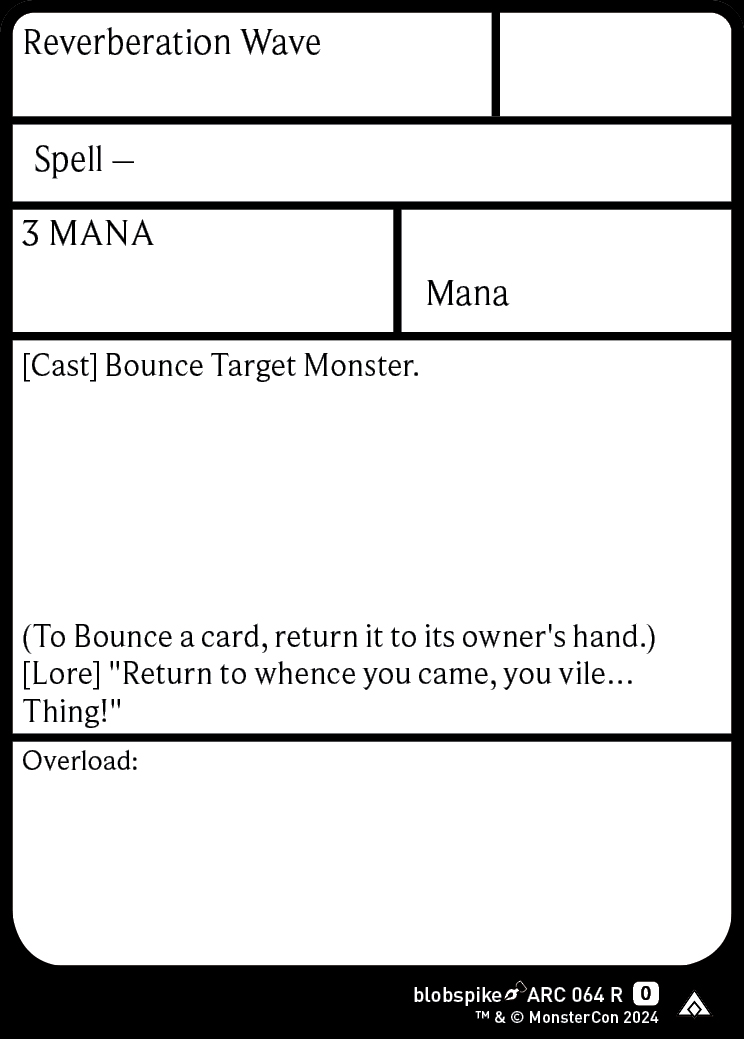 Reverberation Wave
Spell —
3 MANA
Mana
[Cast] Bounce Target Monster.
(To Bounce a card, return it to its owner's hand.)
[Lore] "Return to whence you came, you vile...
Thing!"
Overload:
blobspike ARC 064 R 0
™ & © MonsterCon 2024